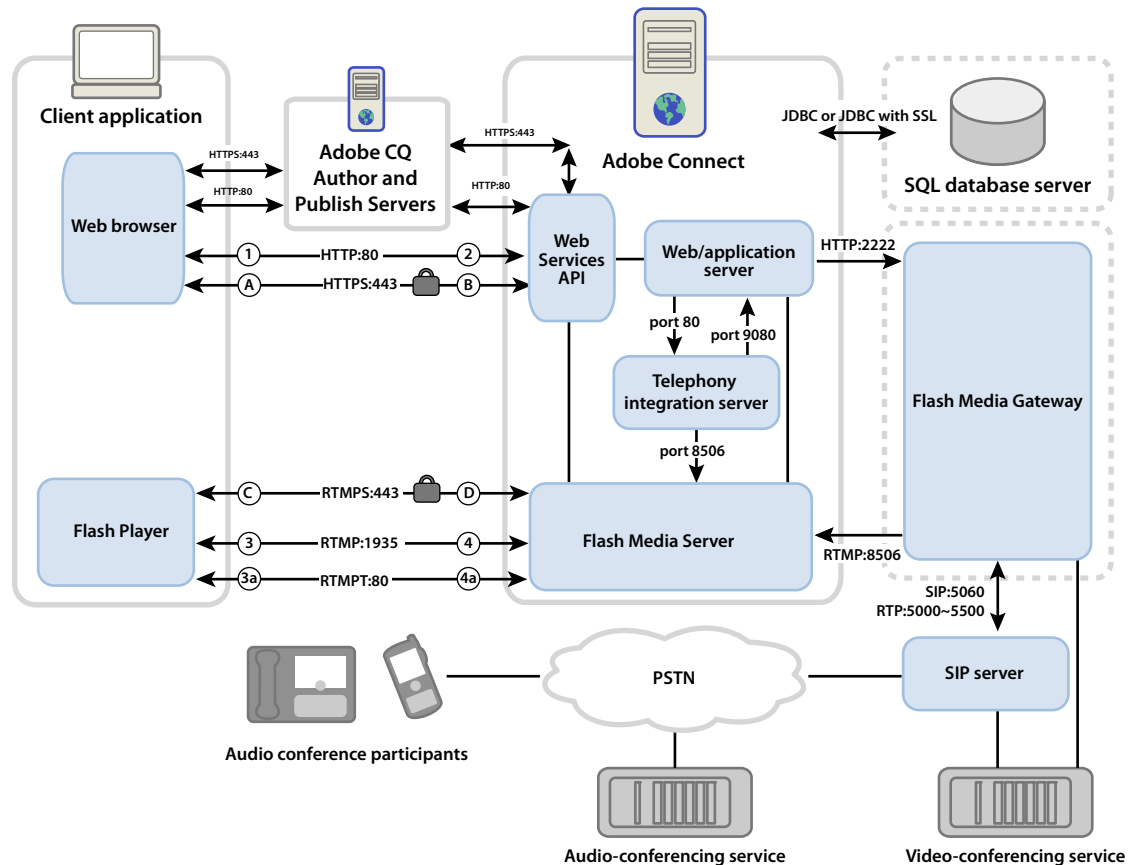 Client application
Adobe CQ
Author and
Publish Servers
Adobe Connect
JDBC or JDBC with SSL
SQL database server
HTTPS:443
HTTP:80
HTTPS:443
HTTP:80
Web browser
1
HTTP:80
2
A
HTTPS:443
B
Web
Services
API
Web/application
server
HTTP:2222
port 80
port 9080
Telephony
integration server
port 8506
Flash Media Gateway
C
RTMPS:443
D
Flash Player
3
RTMP:1935
4
3a
RTMPT:80
4a
Flash Media Server
RTMP:8506
SIP:5060
RTP:5000~5500
PSTN
SIP server
Audio conference participants
Audio-conferencing service
Video-conferencing service